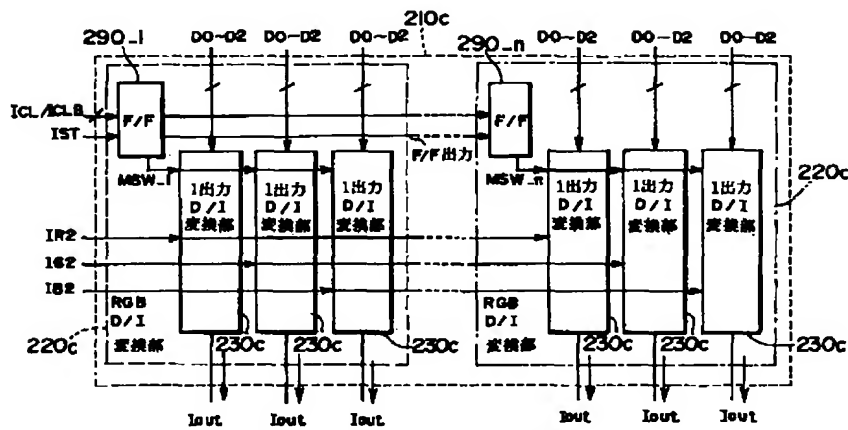 210c
290_1
D0~D2
D0~D2
D0~D2
290_n
D0~D2
D0~D2
D0~D2
ICL/ICLB
IST
F/F
F/F
F/F出力
MSW_1
MSW_n
1出力
D/I
変換部
1出力
D/I
変換部
1出力
D/I
変換部
1出力
D/I
変換部
1出力
D/I
変換部
1出力
D/I
変換部
220c
IR2
IG2
IB2
RGB
D/I
変換部
RGB
D/I
変換部
220c
230c
230c
230c
230c
230c
230c
Iout
Iout
Iout
Iout
Iout
Iout